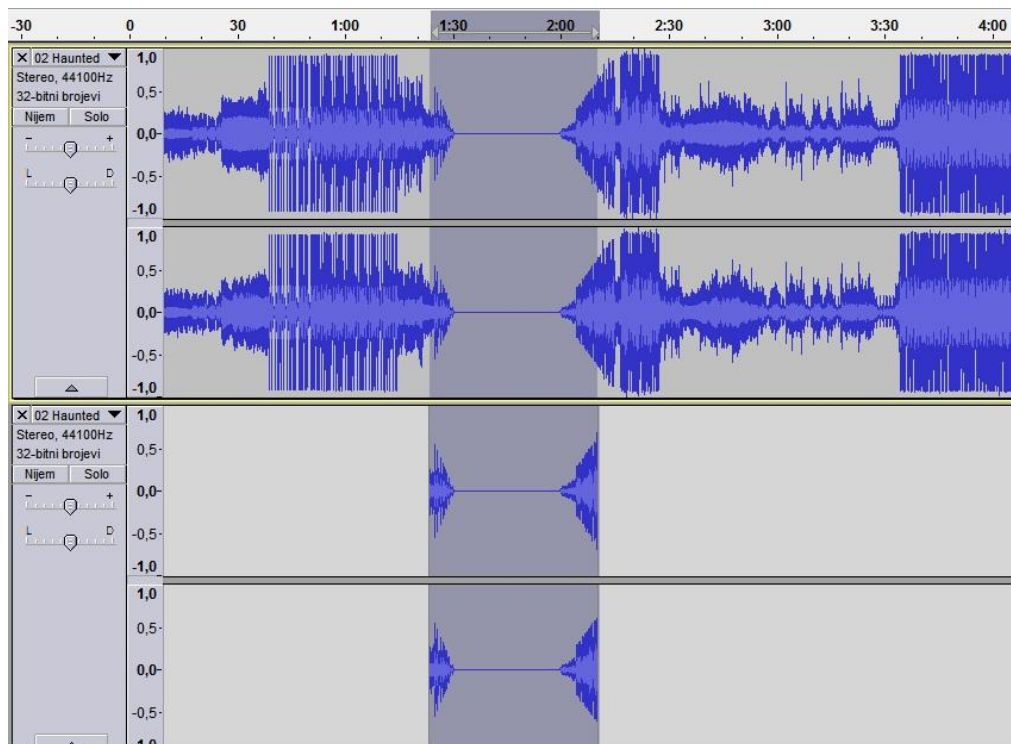 -30 0 30 1:00 1:30 2:00 2:30 3:00 3:30 4:00
X 02 Haunted ▼
Stereo, 44100Hz
32-bitni brojevi
Nijem Solo
- +
L D
1,0
0,5-
0,0-
-0,5-
-1,0
1,0
0,5-
0,0-
-0,5-
-1,0
X 02 Haunted ▼
Stereo, 44100Hz
32-bitni brojevi
Nijem Solo
- +
L D
1,0
0,5-
0,0-
-0,5-
-1,0
1,0
0,5-
0,0-
-0,5-
-1,0